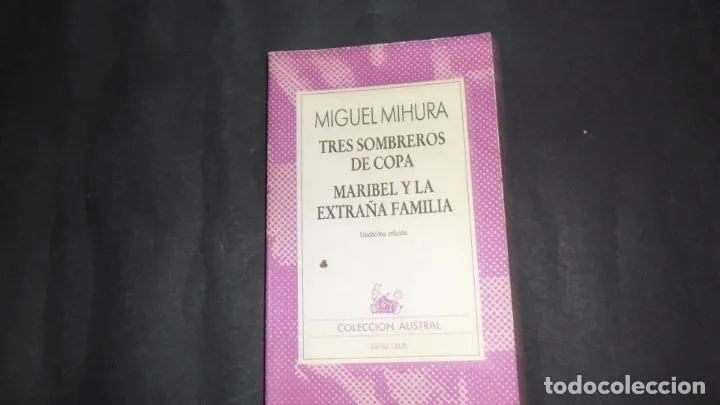 MIGUEL MIHURA
TRES SOMBREROS
DE COPA
MARIBEL Y LA
EXTRAÑA FAMILIA
Undécima edición
COLECCION AUSTRAL
ESPASA CALPE
todocoleccion